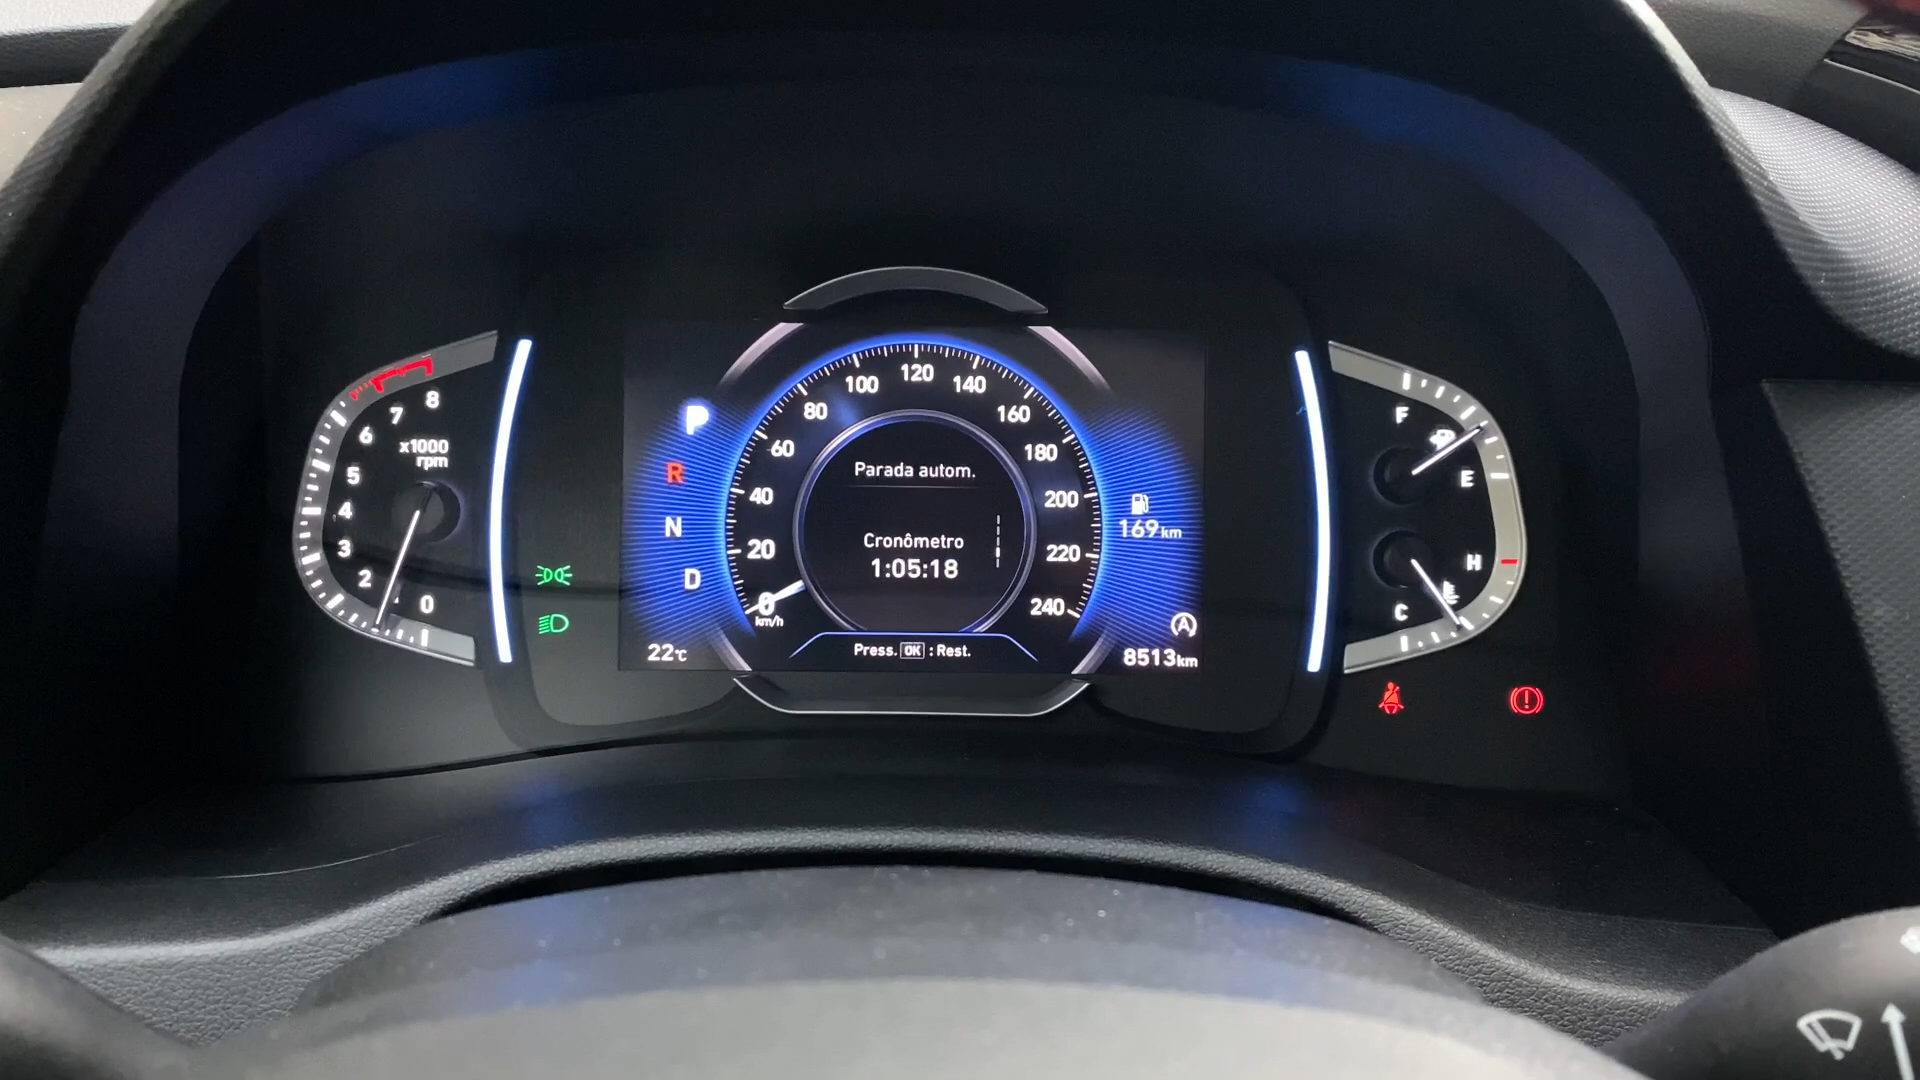 8
7
6
5
4
3
2
0
x1000
rpm
P
R
N
D
22°C
0
20
40
60
80
100
120
140
160
180
200
220
240
km/h
Parada autom.
Cronômetro
1:05:18
Press. OK : Rest.
169km
A
8513km
F
E
H
C